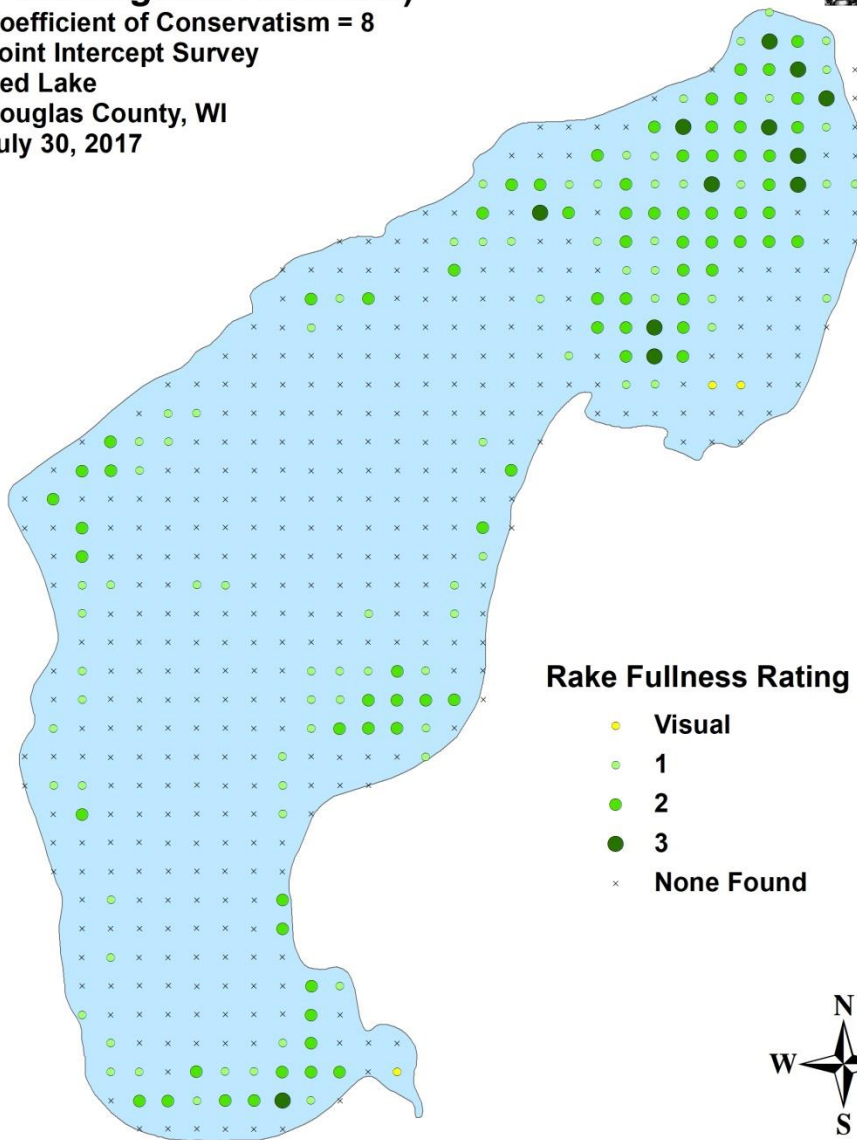 oefficient of Conservatism = 8
oint Intercept Survey
ed Lake
ouglas County, WI
uly 30, 2017
Rake Fullness Rating
Visual
1
2
3
None Found
N
W
S